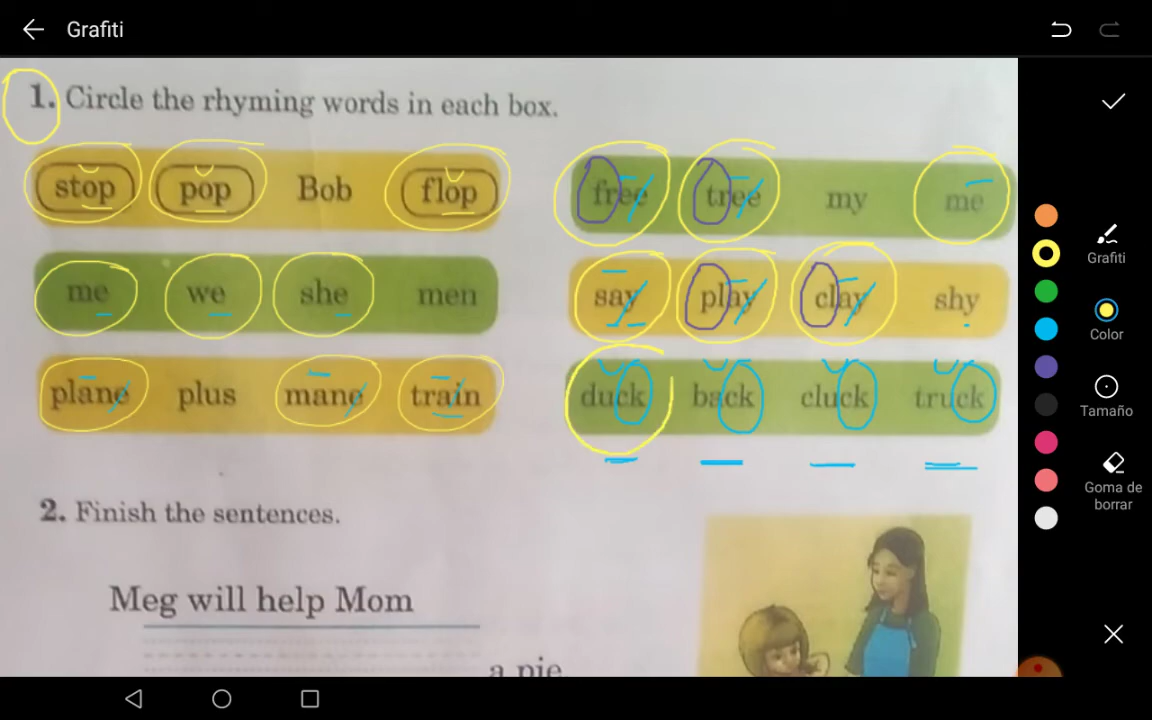 Grafiti
1. Circle the rhyming words in each box.
stop pop Bob flop
free tree my me
me we she men
say play clay shy
plane plus mane train
duck back cluck truck
2. Finish the sentences.
Meg will help Mom
a pie
Grafiti
Color
Tamaño
Goma de
borrar